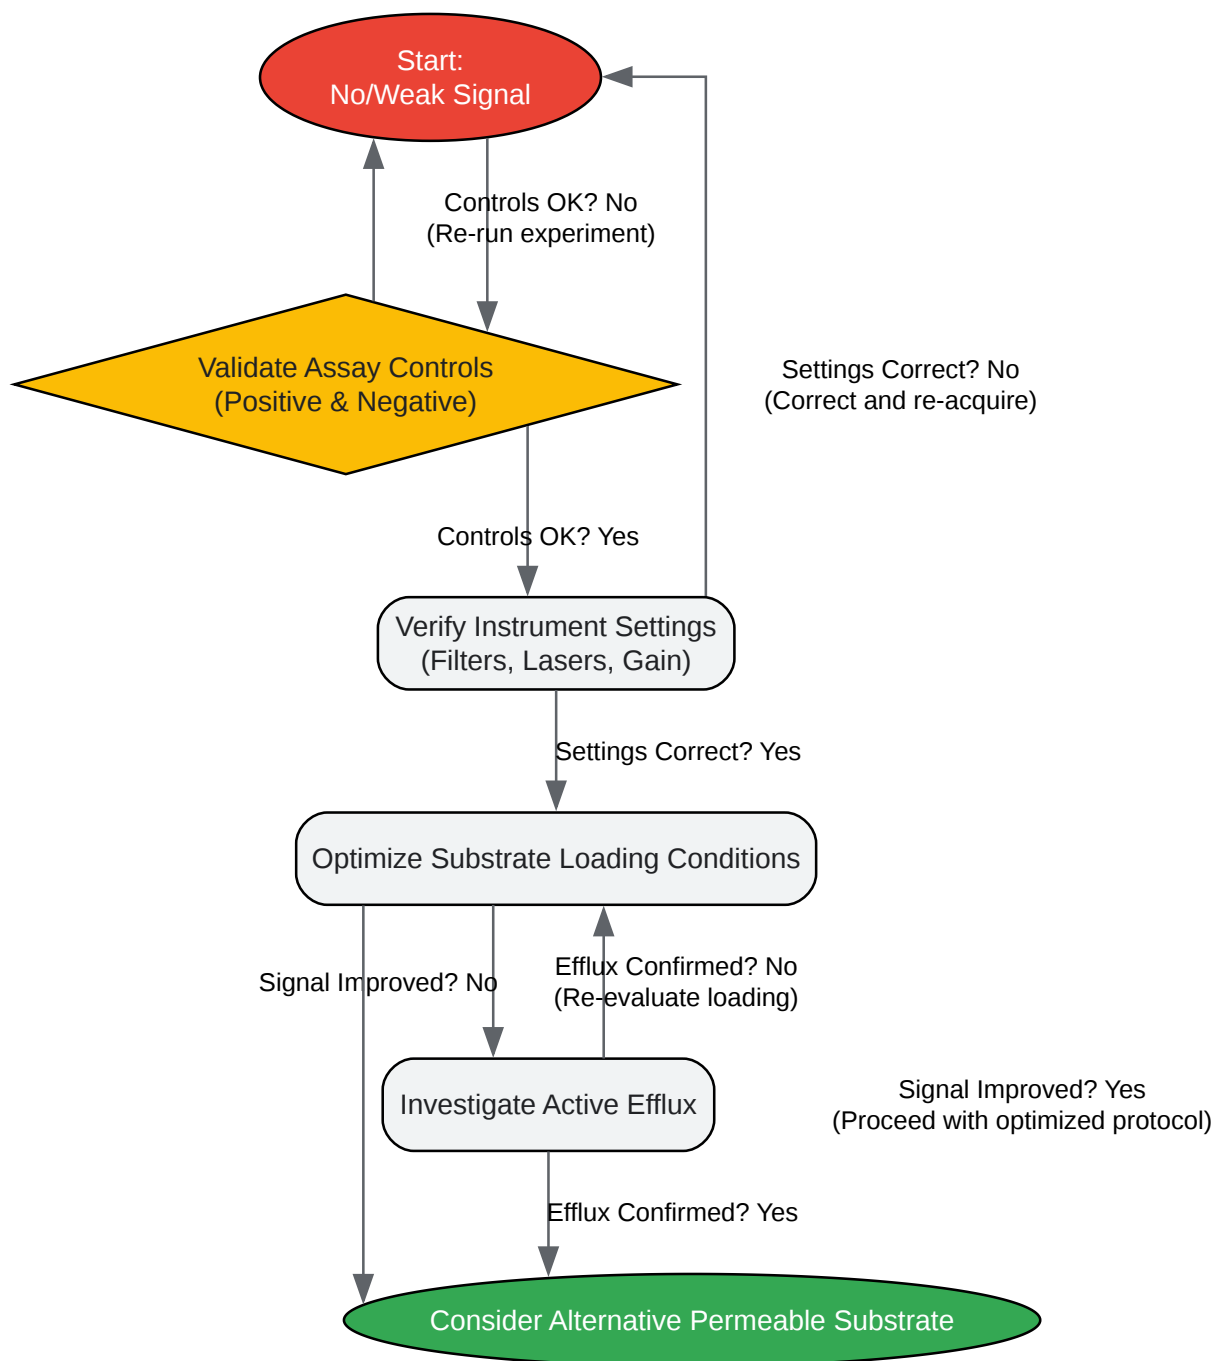 Start:
No/Weak Signal
Controls OK? No
(Re-run experiment)
Validate Assay Controls
(Positive & Negative)
Settings Correct? No
(Correct and re-acquire)
Controls OK? Yes
Verify Instrument Settings
(Filters, Lasers, Gain)
Settings Correct? Yes
Optimize Substrate Loading Conditions
Signal Improved? No
Efflux Confirmed? No
(Re-evaluate loading)
Investigate Active Efflux
Signal Improved? Yes
(Proceed with optimized protocol)
Efflux Confirmed? Yes
Consider Alternative Permeable Substrate